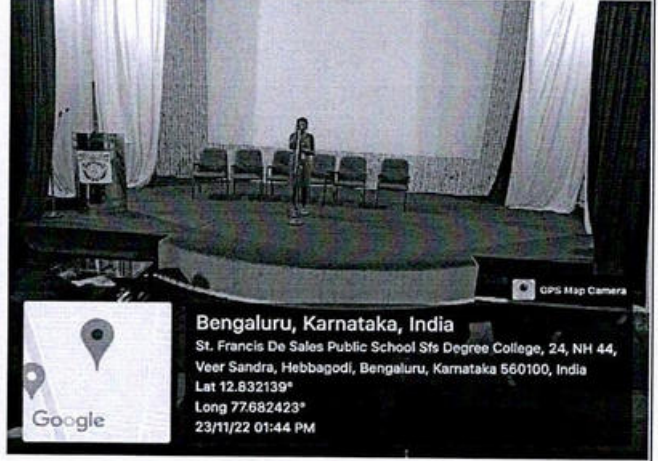 GPS Map Camera
Bengaluru, Karnataka, India
St. Francis De Sales Public School Sfs Degree College, 24, NH 44,
Veer Sandra, Hebbagodi, Bengaluru, Karnataka 560100, India
Lat 12.832139°
Long 77.682423°
23/11/22 01:44 PM
Google